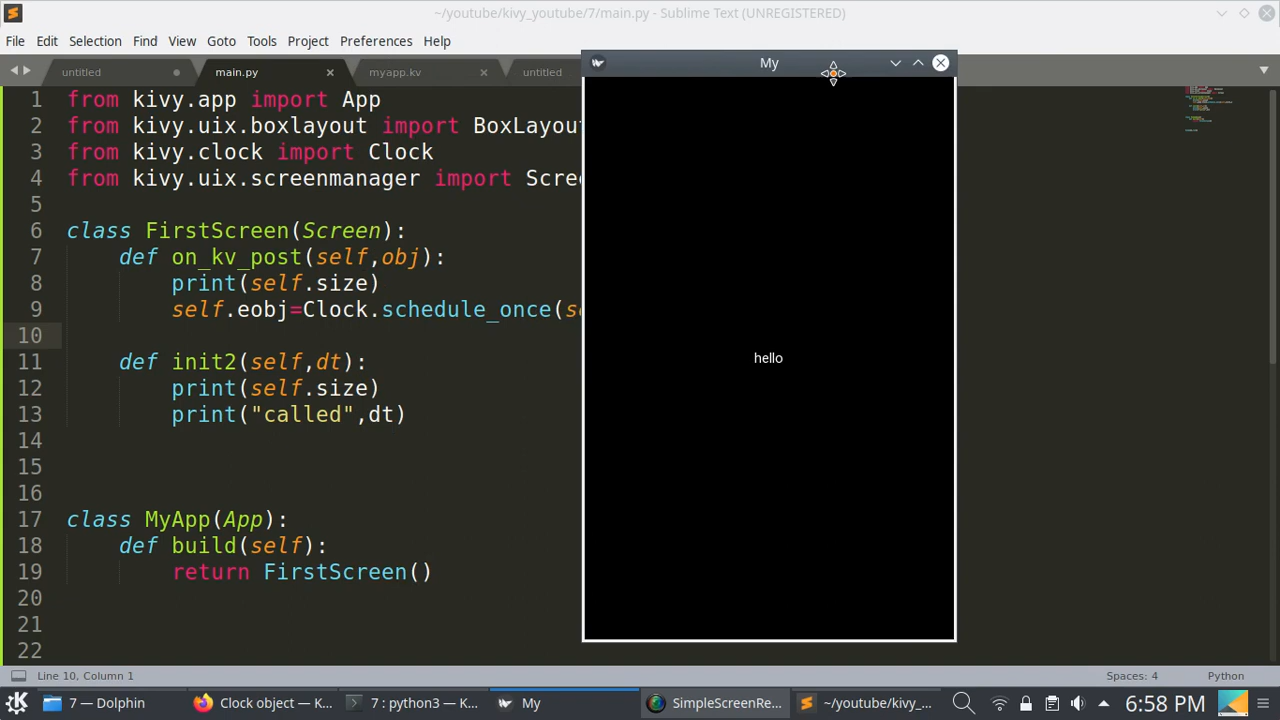 ~/youtube/kivy_youtube/7/main.py - Sublime Text (UNREGISTERED)
File Edit Selection Find View Goto Tools Project Preferences Help
untitled main.py myapp.kv untitled
My
1 from kivy.app import App
2 from kivy.uix.boxlayout import BoxLayout
3 from kivy.clock import Clock
4 from kivy.uix.screenmanager import Scree
5
6 class FirstScreen(Screen):
7 def on_kv_post(self,obj):
8 print(self.size)
9 self.eobj=Clock.schedule_once(se
10
11 def init2(self,dt):
12 print(self.size)
13 print("called",dt)
14
15
16
17 class MyApp(App):
18 def build(self):
19 return FirstScreen()
20
21
22
hello
Line 10, Column 1 Spaces: 4 Python
7 — Dolphin Clock object — K... 7 : python3 — K... My SimpleScreenRe... ~/youtube/kivy_... 6:58 PM